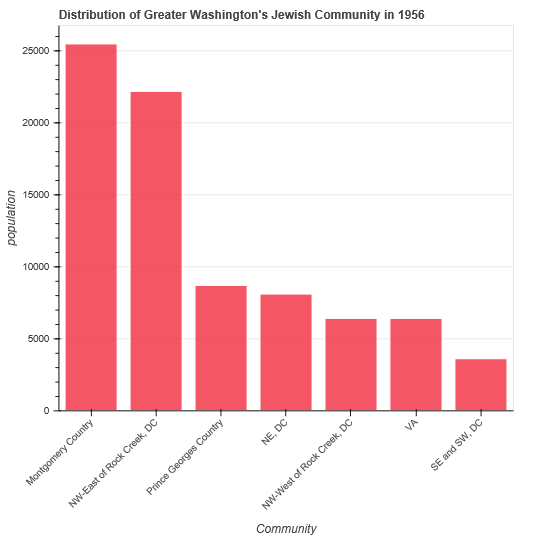 Distribution of Greater Washington's Jewish Community in 1956
population
25000
20000
15000
10000
5000
0
Montgomery Country
NW-East of Rock Creek, DC
Prince Georges Country
NE, DC
NW-West of Rock Creek, DC
VA
SE and SW, DC
Community